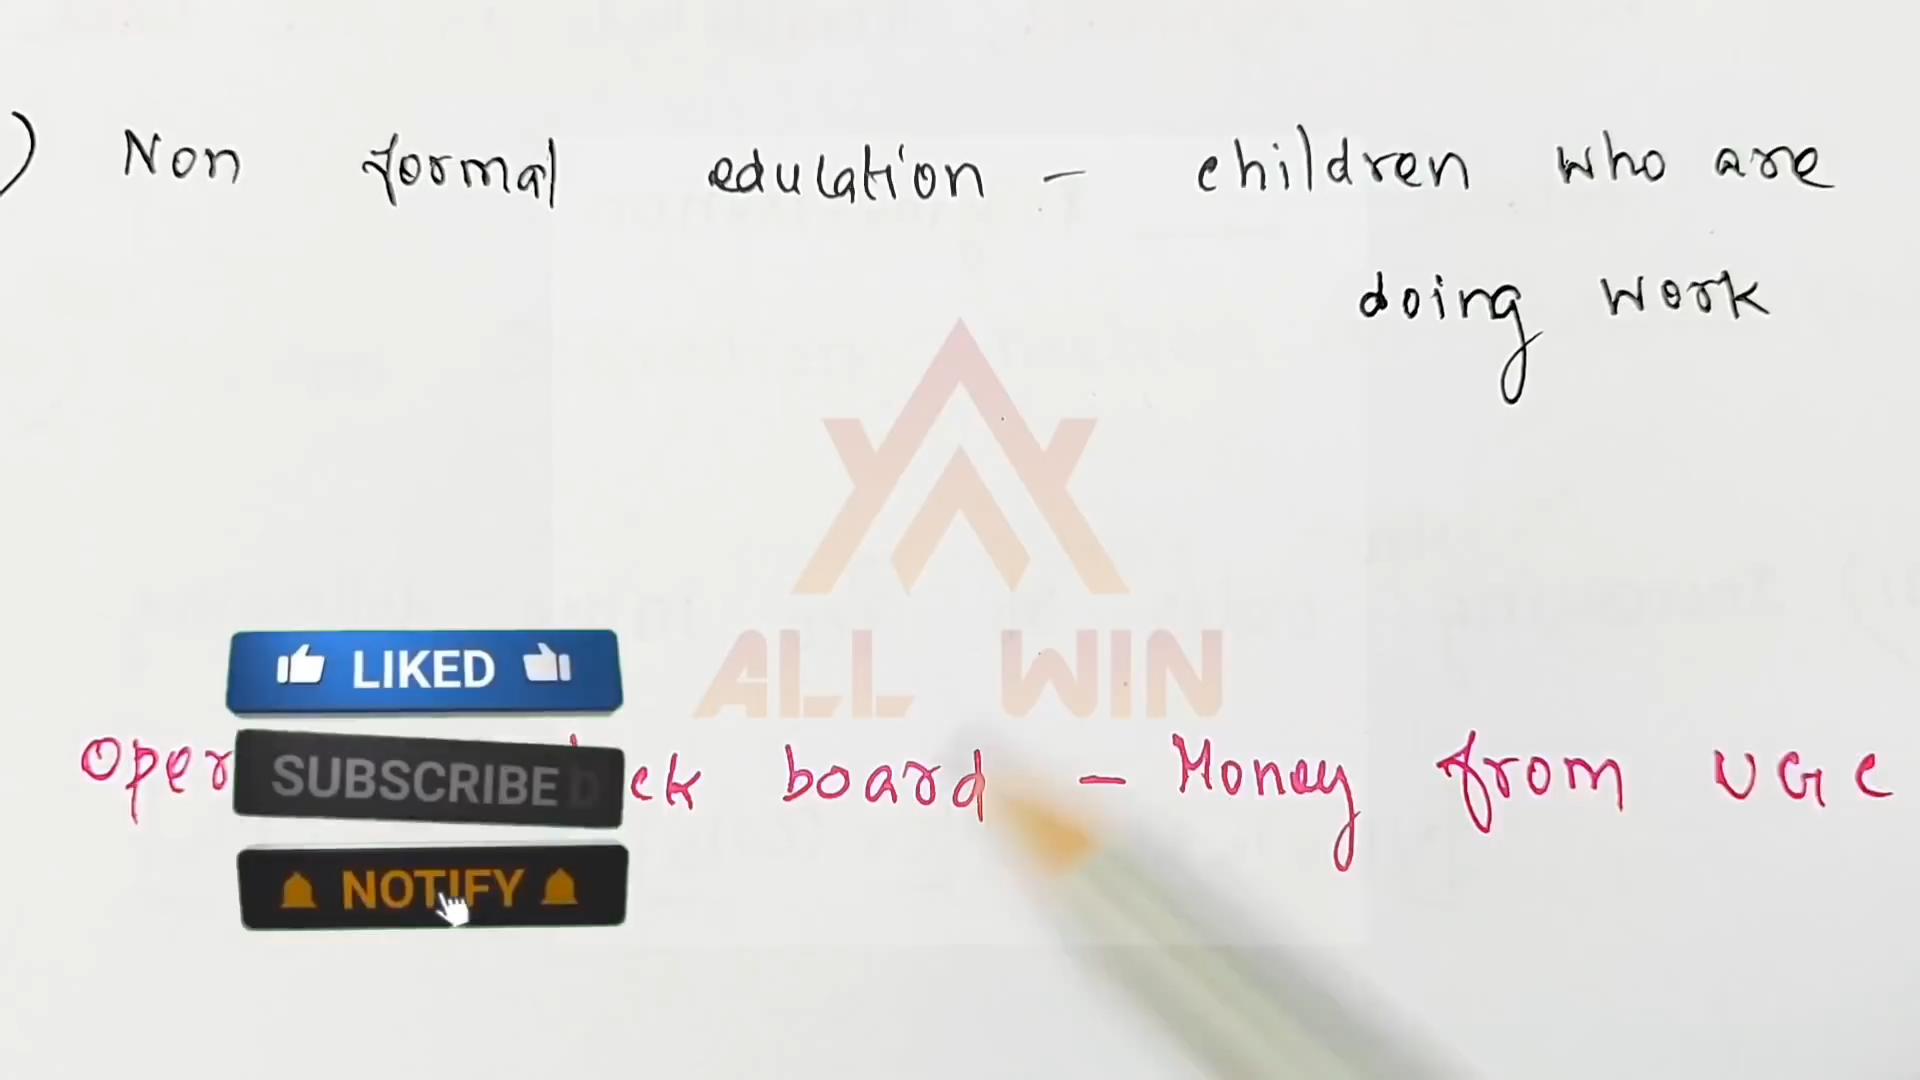 ) Non formal education - children who are
doing work
ALL WIN
LIKED
oper ck board - Money from UGC
SUBSCRIBE
NOTIFY